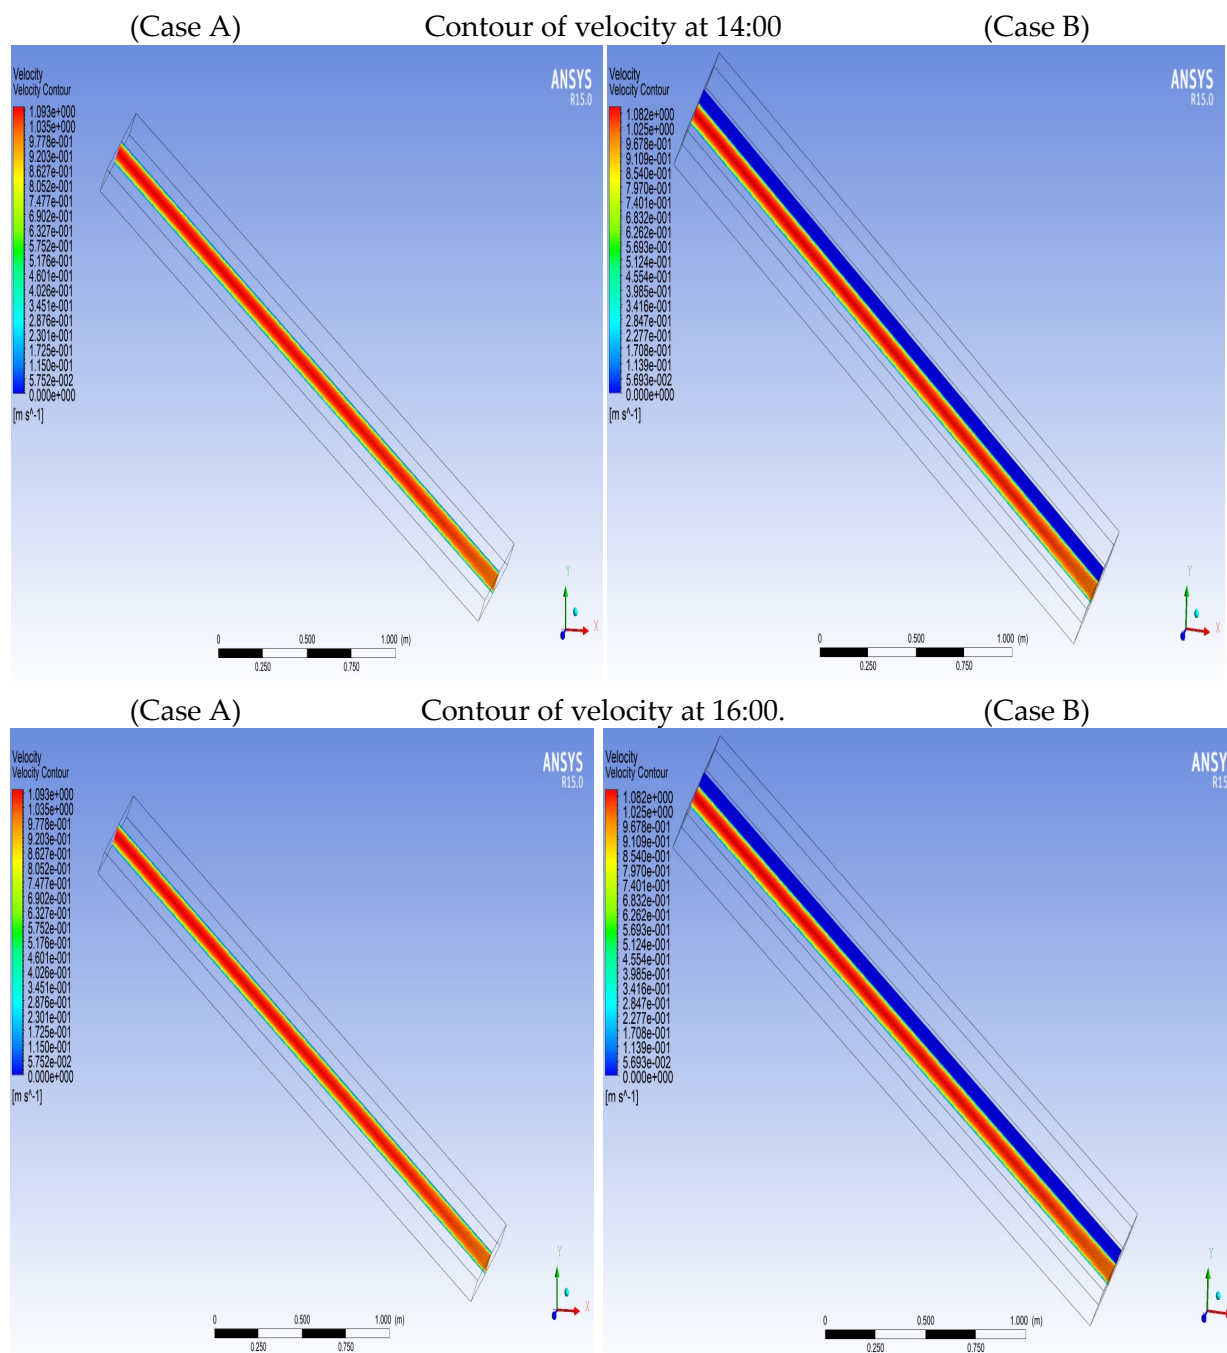 (Case A) Contour of velocity at 14:00 (Case B)
Velocity
Velocity Contour
1.093e+000
1.035e+000
9.778e-001
9.203e-001
8.627e-001
8.052e-001
7.477e-001
6.902e-001
6.327e-001
5.752e-001
5.176e-001
4.601e-001
4.026e-001
3.451e-001
2.876e-001
2.301e-001
1.725e-001
1.150e-001
5.752e-002
0.000e+000
[m s^-1]
ANSYS
R15.0
0 0.500 1.000 (m)
0.250 0.750
Y
X
Velocity
Velocity Contour
1.082e+000
1.025e+000
9.678e-001
9.109e-001
8.540e-001
7.970e-001
7.401e-001
6.832e-001
6.262e-001
5.693e-001
5.124e-001
4.554e-001
3.985e-001
3.416e-001
2.847e-001
2.277e-001
1.708e-001
1.139e-001
5.693e-002
0.000e+000
[m s^-1]
ANSYS
R15.0
0 0.500 1.000 (m)
0.250 0.750
Y
X
(Case A) Contour of velocity at 16:00. (Case B)
Velocity
Velocity Contour
1.093e+000
1.035e+000
9.778e-001
9.203e-001
8.627e-001
8.052e-001
7.477e-001
6.902e-001
6.327e-001
5.752e-001
5.176e-001
4.601e-001
4.026e-001
3.451e-001
2.876e-001
2.301e-001
1.725e-001
1.150e-001
5.752e-002
0.000e+000
[m s^-1]
ANSYS
R15.0
0 0.500 1.000 (m)
0.250 0.750
Y
X
Velocity
Velocity Contour
1.082e+000
1.025e+000
9.678e-001
9.109e-001
8.540e-001
7.970e-001
7.401e-001
6.832e-001
6.262e-001
5.693e-001
5.124e-001
4.554e-001
3.985e-001
3.416e-001
2.847e-001
2.277e-001
1.708e-001
1.139e-001
5.693e-002
0.000e+000
[m s^-1]
ANSY
R15
0 0.500 1.000 (m)
0.250 0.750
Y